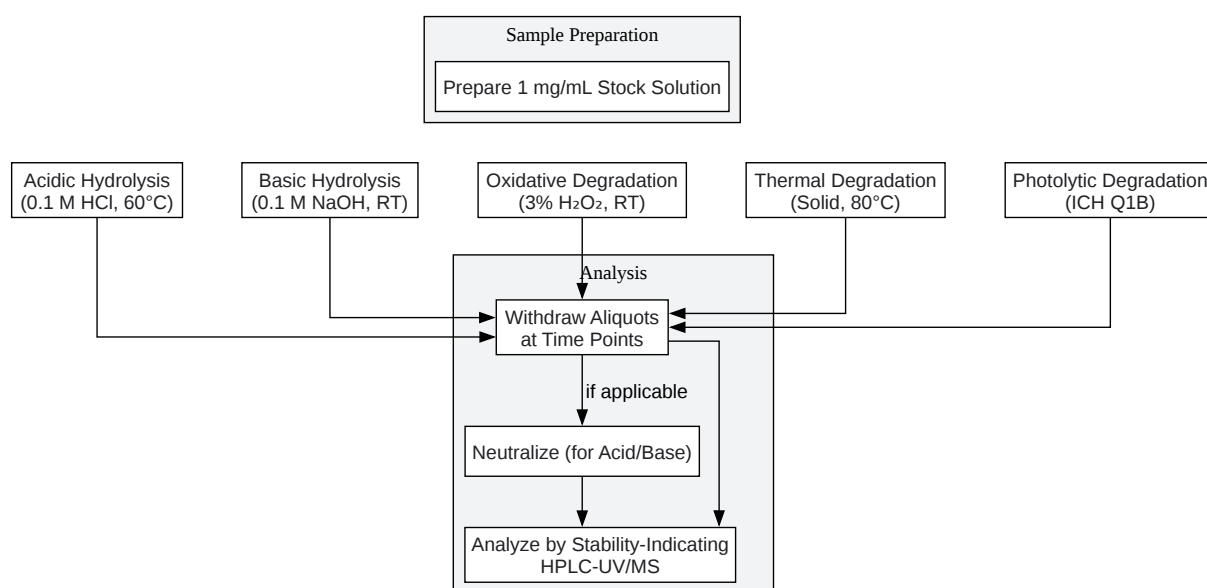 Sample Preparation
Prepare 1 mg/mL Stock Solution
Acidic Hydrolysis
(0.1 M HCl, 60°C)
Basic Hydrolysis
(0.1 M NaOH, RT)
Oxidative Degradation
(3% H₂O₂, RT)
Thermal Degradation
(Solid, 80°C)
Photolytic Degradation
(ICH Q1B)
Analysis
Withdraw Aliquots
at Time Points
if applicable
Neutralize (for Acid/Base)
Analyze by Stability-Indicating
HPLC-UV/MS